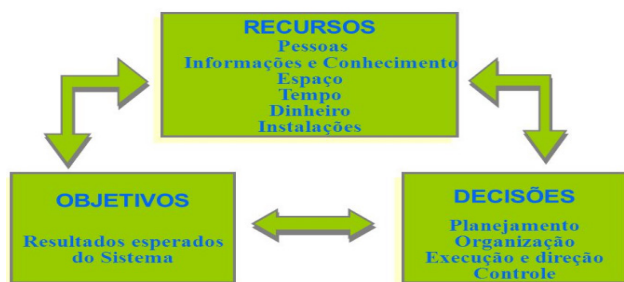 RECURSOS
Pessoas
Informações e Conhecimento
Espaço
Tempo
Dinheiro
Instalações
OBJETIVOS
Resultados esperados
do Sistema
DECISÕES
Planejamento
Organização
Execução e direção
Controle